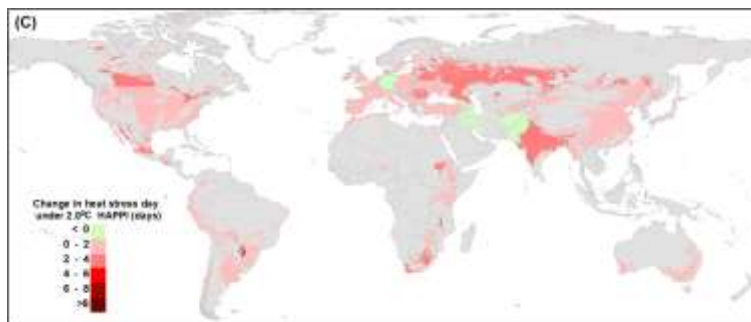 (C)
Change in heat stress day
under 2.0⁰C HAPPI (days)
< 0
0 - 2
2 - 4
4 - 6
6 - 8
>8